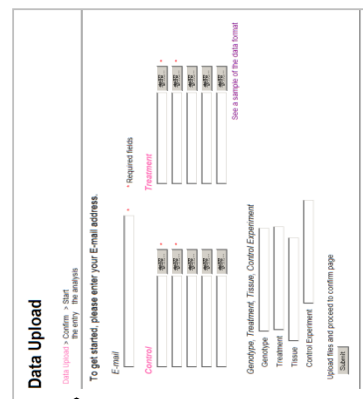 Data Upload
Data Upload > Confirm > Start
the entry the analysis
To get started, please enter your E-mail address.
E-mail
* Required fields
Control
Treatment
See a sample of the data format
Genotype, Treatment, Tissue, Control Experiment
Genotype
Treatment
Tissue
Control Experiment
Upload files and proceed to confirm page
Submit